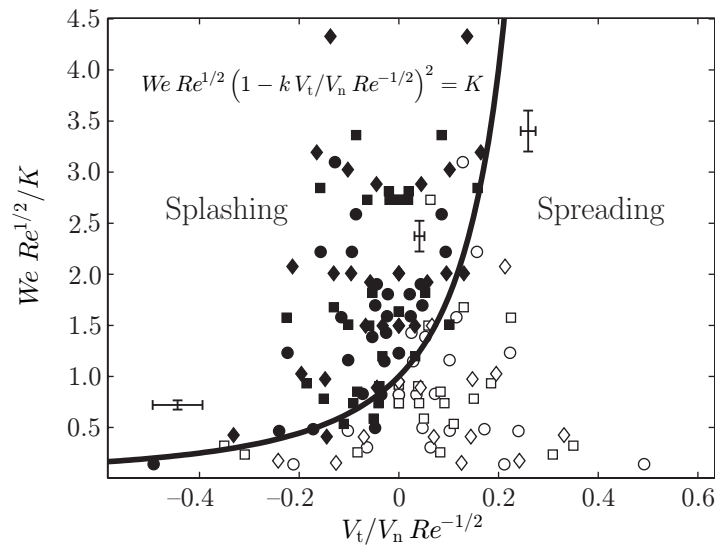 4.5
4.0
3.5
3.0
2.5
2.0
1.5
1.0
0.5
We Re^{1/2}/K
We Re^{1/2} (1 − k V_t/V_n Re^{-1/2})^2 = K
Splashing
Spreading
−0.4 −0.2 0 0.2 0.4 0.6
V_t/V_n Re^{-1/2}